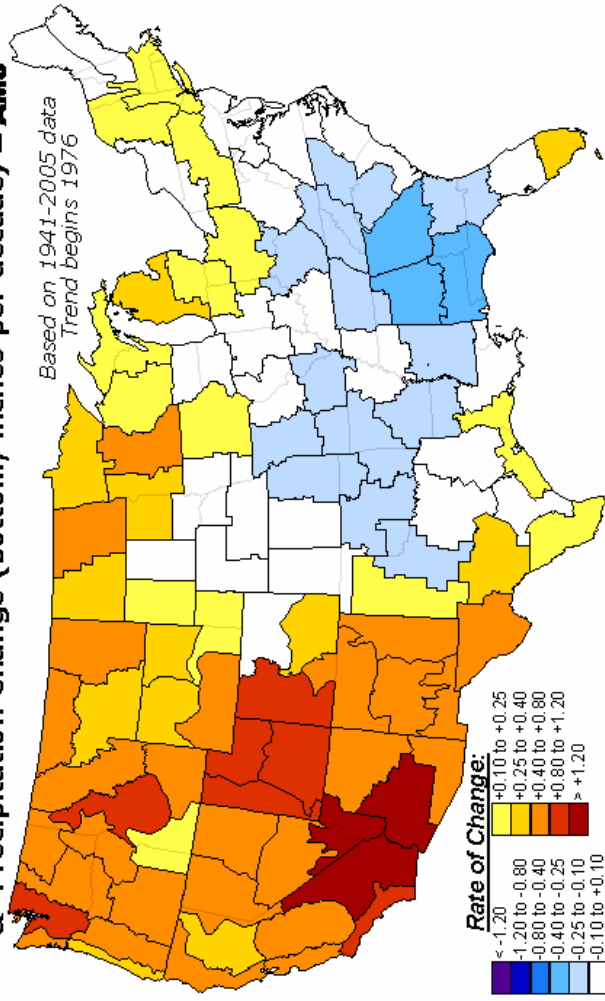 Precipitation Change (Bottom) inches per decade) – AMJ
Based on 1941-2005 data
Trend begins 1976
Rate of Change:
< -1.20
-1.20 to -0.80
-0.80 to -0.40
-0.40 to -0.25
-0.25 to -0.10
-0.10 to +0.10
+0.10 to +0.25
+0.25 to +0.40
+0.40 to +0.80
+0.80 to +1.20
> +1.20